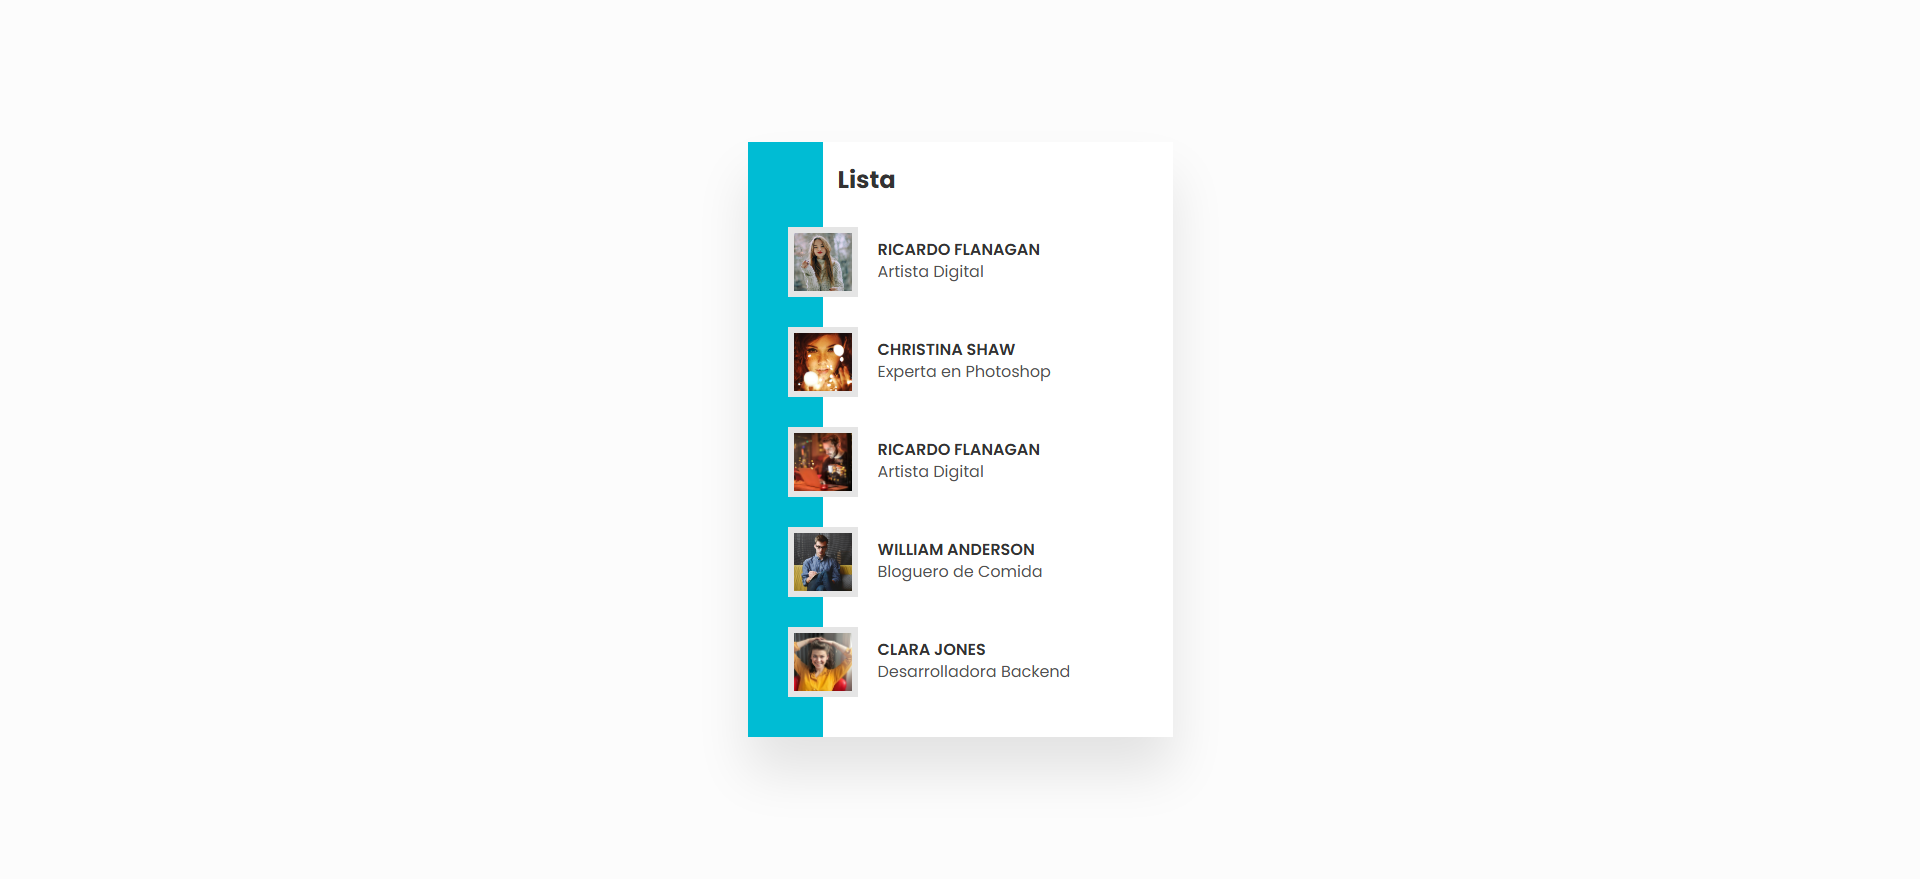 Lista
RICARDO FLANAGAN
Artista Digital
CHRISTINA SHAW
Experta en Photoshop
RICARDO FLANAGAN
Artista Digital
WILLIAM ANDERSON
Bloguero de Comida
CLARA JONES
Desarrolladora Backend